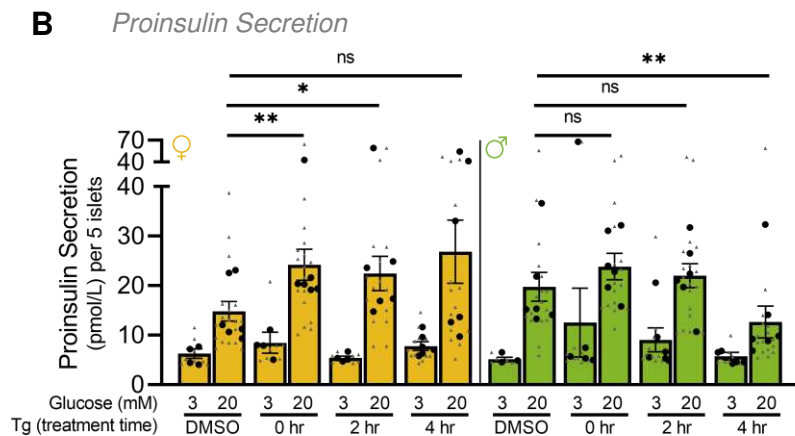 B Proinsulin Secretion
ns **
* ns
** ns
♀ ♂
70
40
40
30
20
10
0
Proinsulin Secretion
(pmol/L) per 5 islets
Glucose (mM) 3 20 3 20 3 20 3 20 3 20 3 20 3 20 3 20
Tg (treatment time) DMSO 0 hr 2 hr 4 hr DMSO 0 hr 2 hr 4 hr